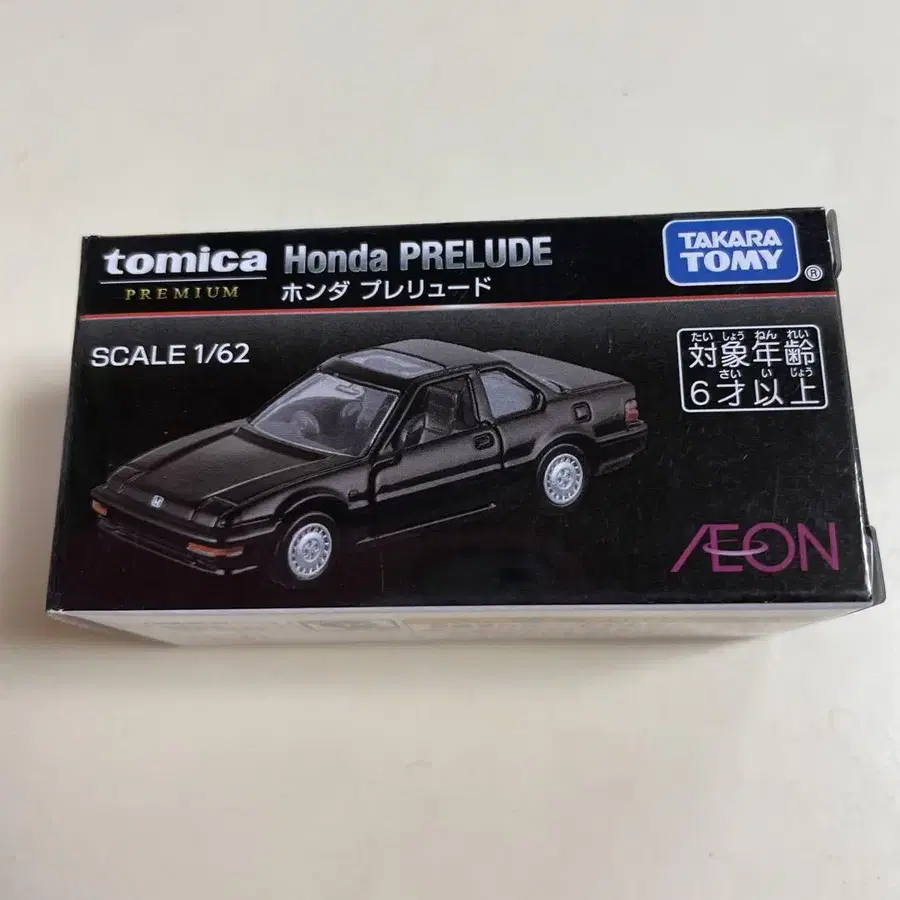 tomica
PREMIUM
Honda PRELUDE
ホンダ プレリュード
TAKARA
TOMY
®
SCALE 1/62
たい しょう ねん れい
対象年齢
さい い じょう
6才以上
ÆON